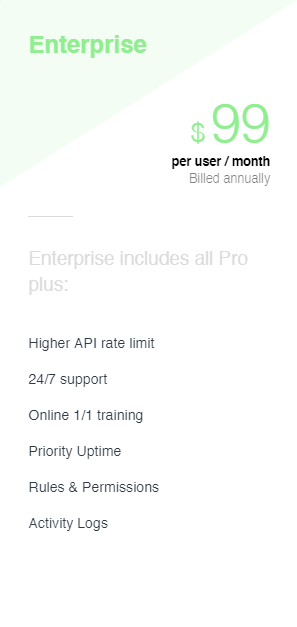 Enterprise
$ 99
per user / month
Billed annually
Enterprise includes all Pro
plus:
Higher API rate limit
24/7 support
Online 1/1 training
Priority Uptime
Rules & Permissions
Activity Logs